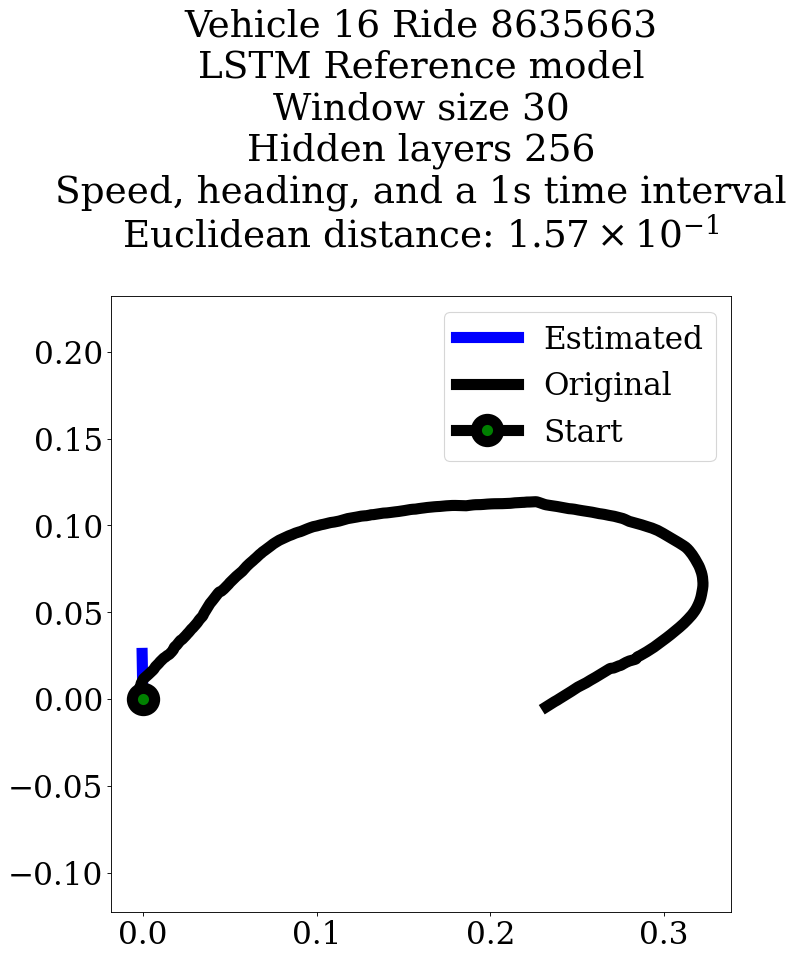 Vehicle 16 Ride 8635663
LSTM Reference model
Window size 30
Hidden layers 256
Speed, heading, and a 1s time interval
Euclidean distance: 1.57 × 10⁻¹
Estimated
Original
Start
0.20
0.15
0.10
0.05
0.00
−0.05
−0.10
0.0 0.1 0.2 0.3